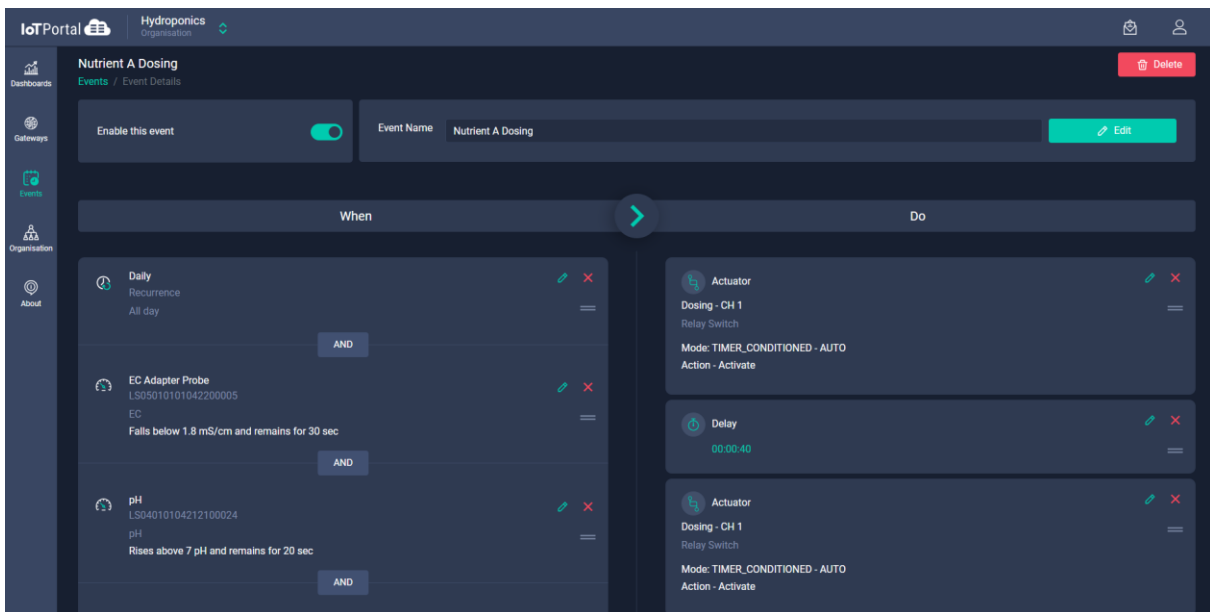 IoTPortal
Hydroponics
Organisation
Dashboards
Gateways
Events
Organisation
About
Nutrient A Dosing
Events / Event Details
Delete
Enable this event
Event Name
Nutrient A Dosing
Edit
When
Do
Daily
Recurrence
All day
AND
EC Adapter Probe
LS05010101042200005
EC
Falls below 1.8 mS/cm and remains for 30 sec
AND
pH
LS04010104212100024
pH
Rises above 7 pH and remains for 20 sec
AND
Actuator
Dosing - CH 1
Relay Switch
Mode: TIMER_CONDITIONED - AUTO
Action - Activate
Delay
00:00:40
Actuator
Dosing - CH 1
Relay Switch
Mode: TIMER_CONDITIONED - AUTO
Action - Activate